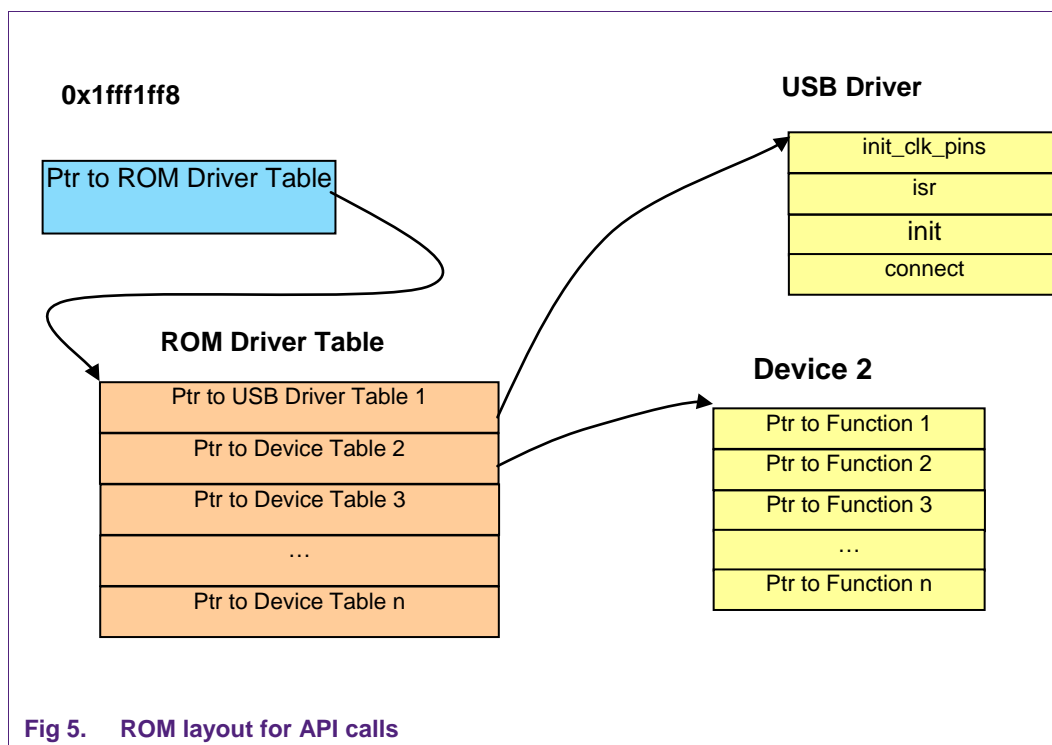 0x1fff1ff8
Ptr to ROM Driver Table
USB Driver
init_clk_pins
isr
init
connect
ROM Driver Table
Ptr to USB Driver Table 1
Ptr to Device Table 2
Ptr to Device Table 3
…
Ptr to Device Table n
Device 2
Ptr to Function 1
Ptr to Function 2
Ptr to Function 3
…
Ptr to Function n
Fig 5. ROM layout for API calls